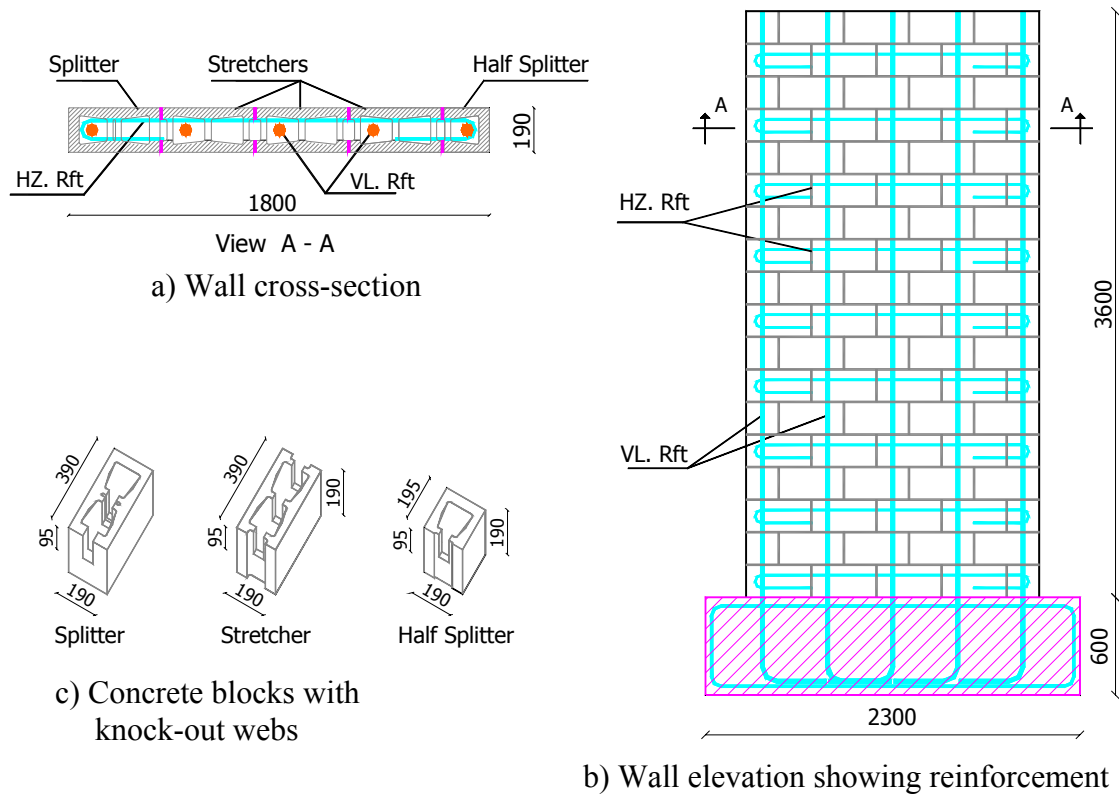 Splitter
Stretchers
Half Splitter
190
HZ. Rft
VL. Rft
1800
View A - A
a) Wall cross-section
A
A
HZ. Rft
3600
VL. Rft
600
2300
b) Wall elevation showing reinforcement
390
95
190
Splitter
390
190
95
190
Stretcher
195
190
95
190
Half Splitter
c) Concrete blocks with
knock-out webs